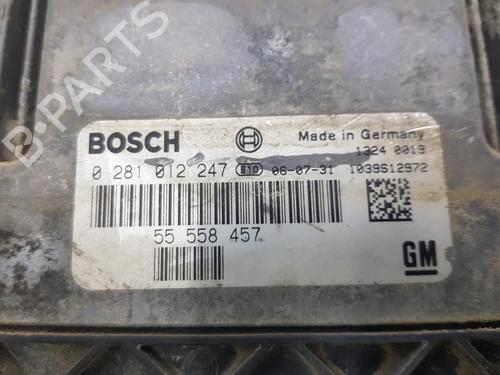 B-PARTS
BOSCH
Made in Germany
1324 0019
0 281 012 247 810 06-07-31 1039S12972
55 558 457
GM